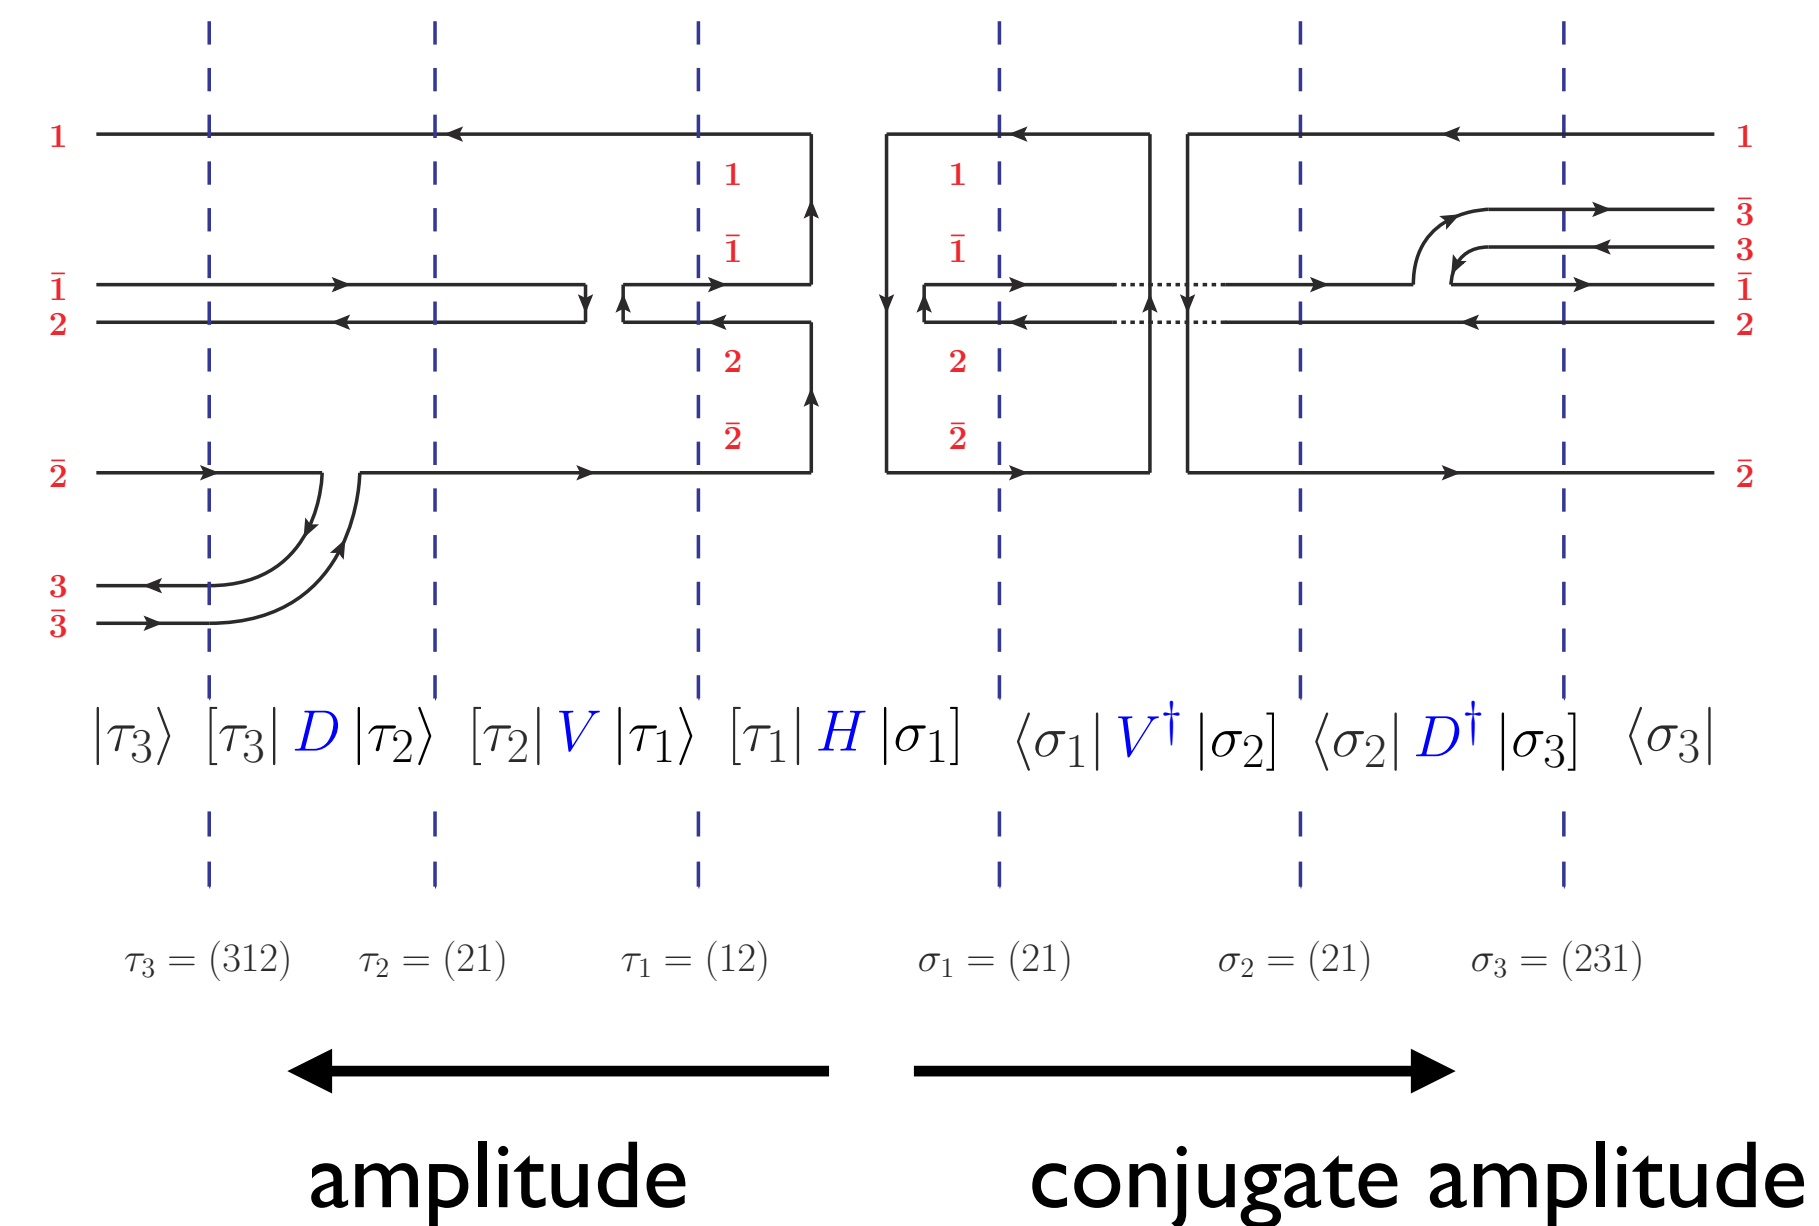 1 1
1 1
1̄ 1̄ 3̄
3
1̄ 1̄
2 2
2 2
2̄ 2̄
2̄ 2̄
3
3̄
|τ₃⟩ [τ₃| D |τ₂⟩ [τ₂| V |τ₁⟩ [τ₁| H |σ₁] ⟨σ₁| V† |σ₂] ⟨σ₂| D† |σ₃] ⟨σ₃|
τ₃ = (312) τ₂ = (21) τ₁ = (12) σ₁ = (21) σ₂ = (21) σ₃ = (231)
amplitude conjugate amplitude